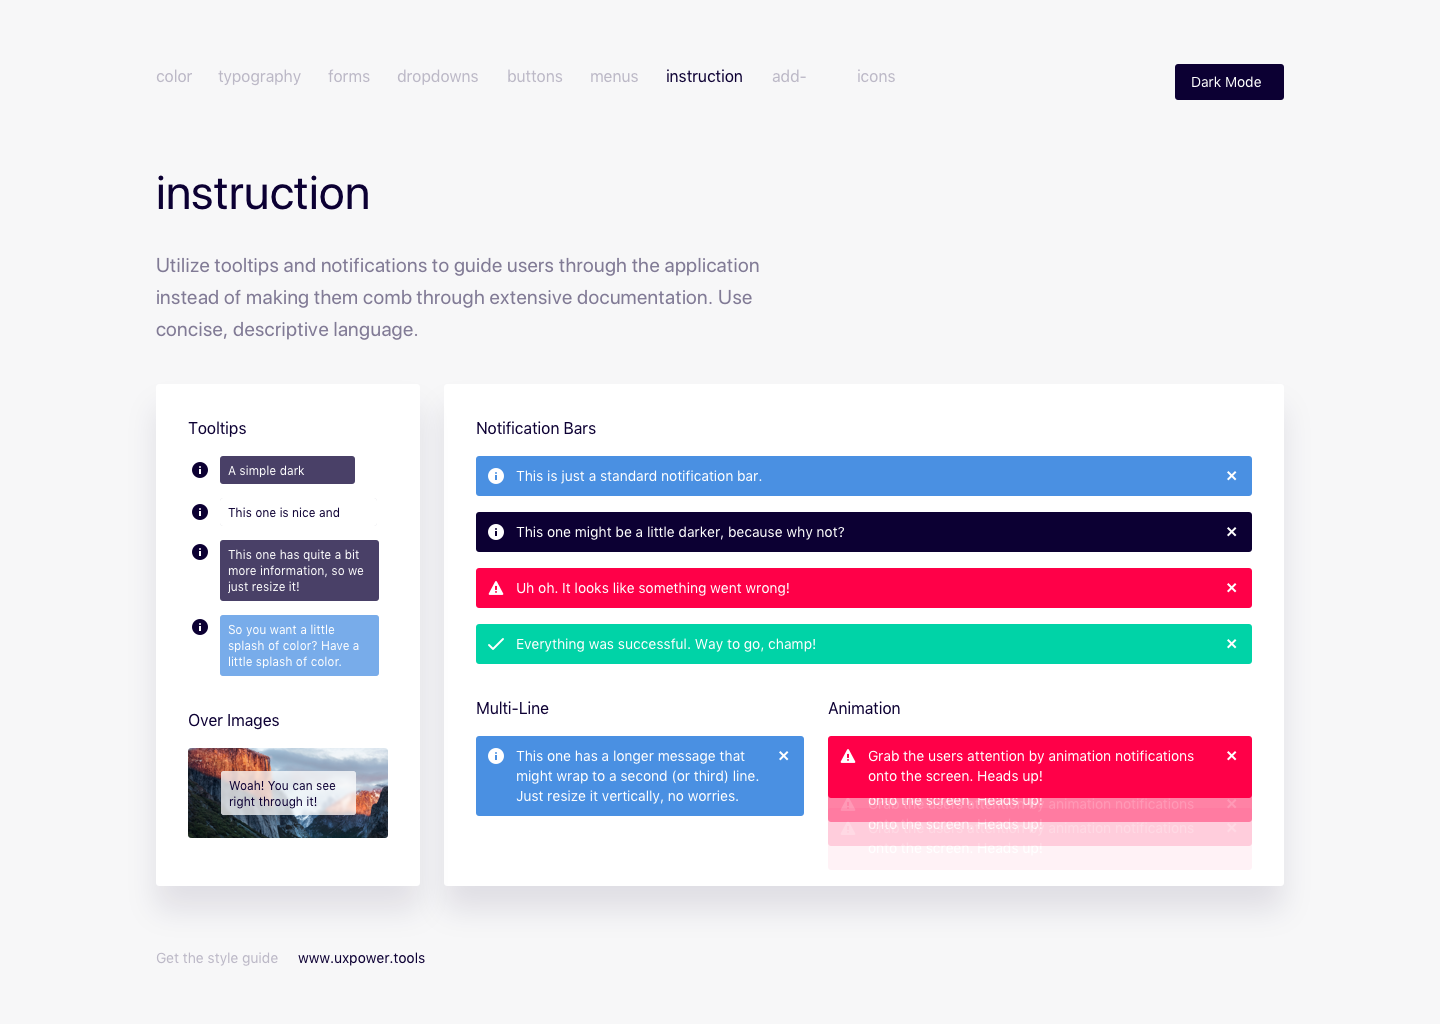 color typography forms dropdowns buttons menus instruction add- icons
Dark Mode
instruction
Utilize tooltips and notifications to guide users through the application
instead of making them comb through extensive documentation. Use
concise, descriptive language.
Tooltips
A simple dark
This one is nice and
This one has quite a bit
more information, so we
just resize it!
So you want a little
splash of color? Have a
little splash of color.
Over Images
Woah! You can see
right through it!
Notification Bars
This is just a standard notification bar.
This one might be a little darker, because why not?
Uh oh. It looks like something went wrong!
Everything was successful. Way to go, champ!
Multi-Line
This one has a longer message that
might wrap to a second (or third) line.
Just resize it vertically, no worries.
Animation
Grab the users attention by animation notifications
onto the screen. Heads up!
onto the screen. Heads up!
animation notifications
onto the screen. Heads up!
animation notifications
onto the screen. Heads up!
Get the style guide www.uxpower.tools